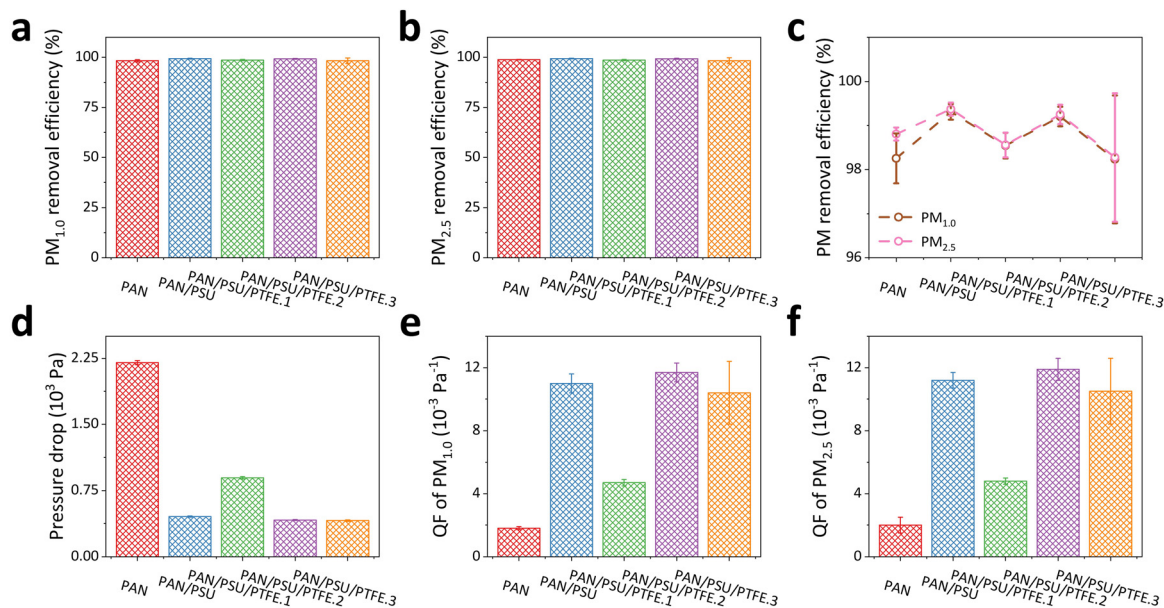 a
PM1.0 removal efficiency (%)
100
75
50
25
0
PAN
PAN/PSU
PAN/PSU/PTFE.1
PAN/PSU/PTFE.2
PAN/PSU/PTFE.3
b
PM2.5 removal efficiency (%)
100
75
50
25
0
PAN
PAN/PSU
PAN/PSU/PTFE.1
PAN/PSU/PTFE.2
PAN/PSU/PTFE.3
c
PM removal efficiency (%)
100
98
96
PM1.0
PM2.5
PAN
PAN/PSU
PAN/PSU/PTFE.1
PAN/PSU/PTFE.2
PAN/PSU/PTFE.3
d
Pressure drop (10³ Pa)
2.25
1.50
0.75
0.00
PAN
PAN/PSU
PAN/PSU/PTFE.1
PAN/PSU/PTFE.2
PAN/PSU/PTFE.3
e
QF of PM1.0 (10⁻³ Pa⁻¹)
12
8
4
0
PAN
PAN/PSU
PAN/PSU/PTFE.1
PAN/PSU/PTFE.2
PAN/PSU/PTFE.3
f
QF of PM2.5 (10⁻³ Pa⁻¹)
12
8
4
0
PAN
PAN/PSU
PAN/PSU/PTFE.1
PAN/PSU/PTFE.2
PAN/PSU/PTFE.3